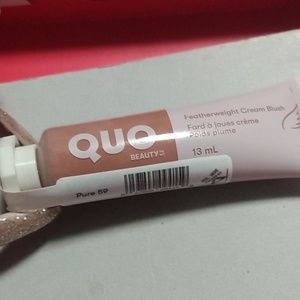 QUO
BEAUTY
Featherweight Cream Blush
Fard à joues crème
Poids plume
13 mL
Pure 59